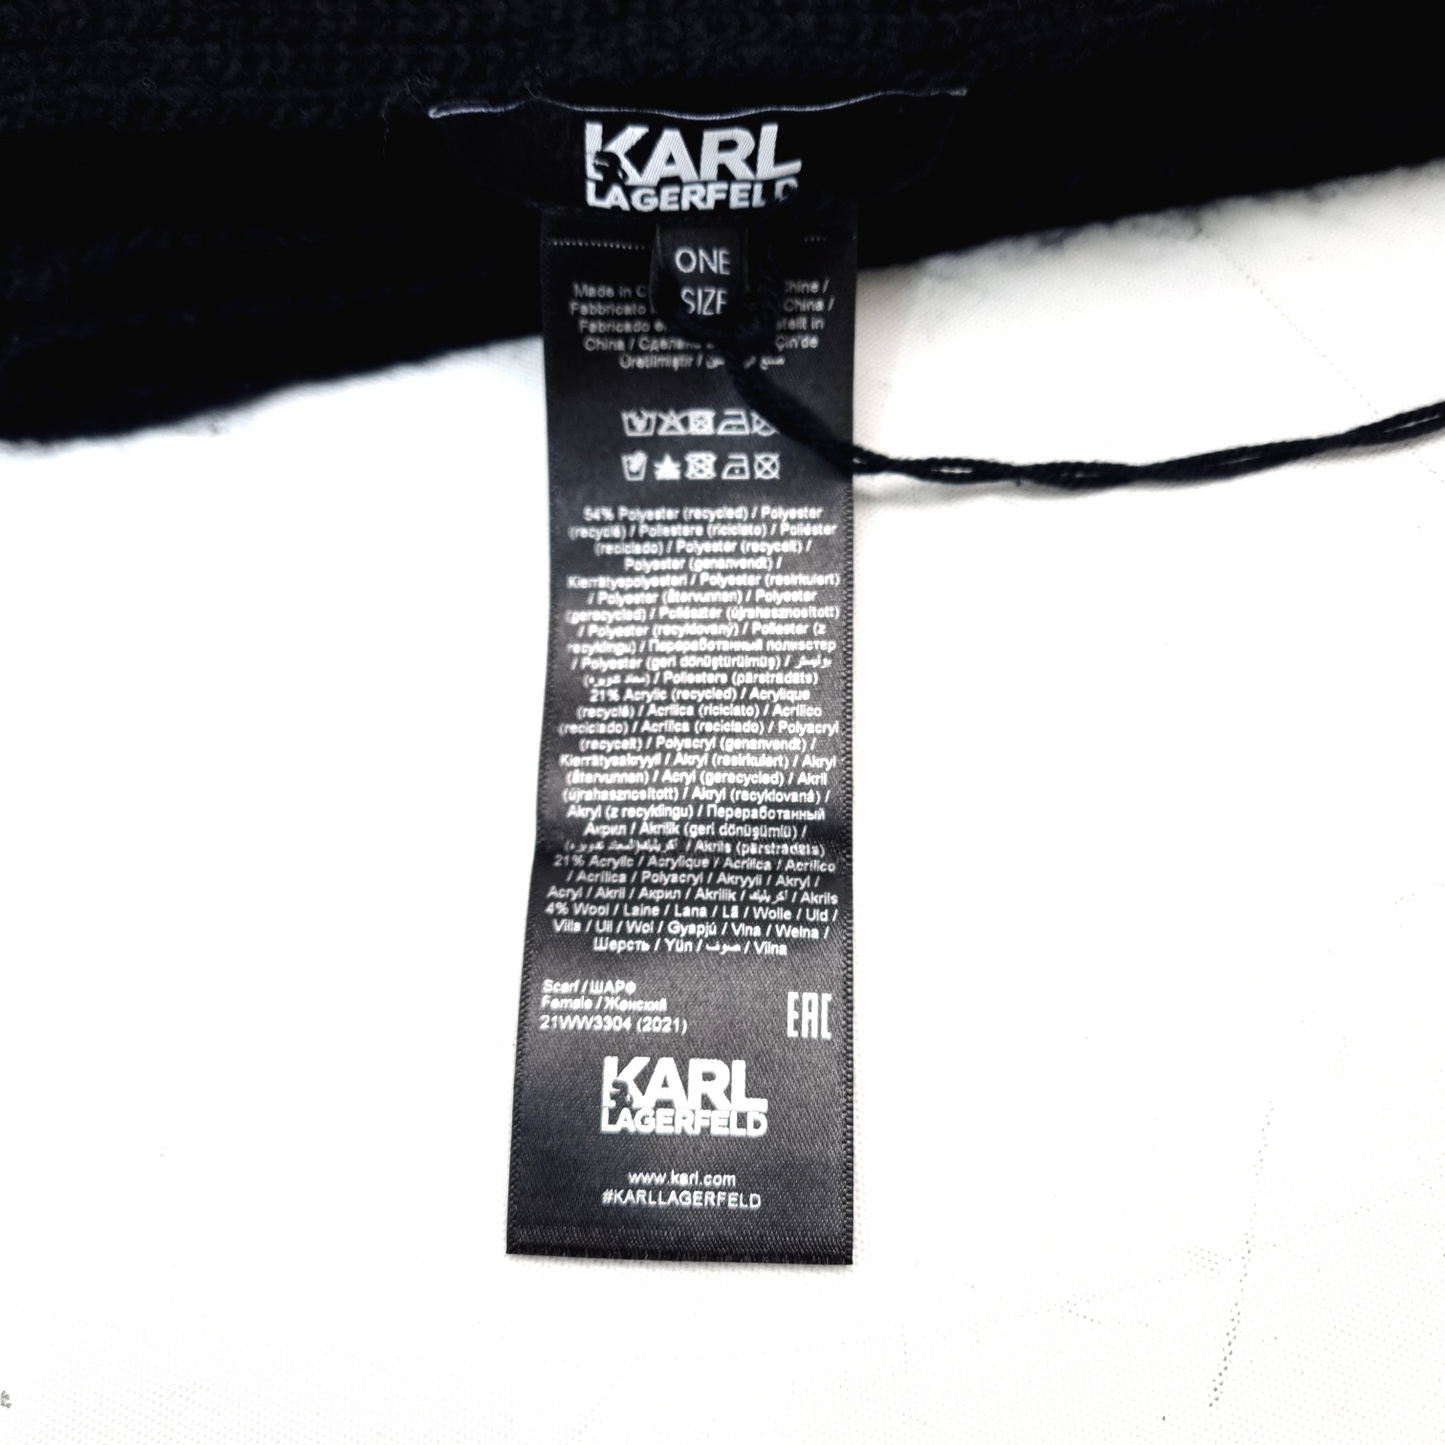 KARL
LAGERFELD
ONE
SIZE
Made in
Fabbricato China /
Fabricado in
China /
Üretilmiştir /
54% Polyester (recycled) / Polyester
(recyclé) / Poliestere (riciclato) / Poliéster
(reciclado) / Polyester (recycelt) /
Polyester (genanvendt) /
Kierrätyspolyesteri / Polyester (resirkulert)
/ Polyester (återvunnen) / Polyester
(gerecycled) / Poliészter (újrahasznosított)
/ Polyester (recyklovaný) / Poliester (z
recyklingu) / Переработанный полиэстер
/ Polyester (geri dönüştürülmüş) / بوليستر
/ Poliesters (pārstrādāts)
21% Acrylic (recycled) / Acrylique
(recyclé) / Acrilica (riciclato) / Acrílico
(reciclado) / Acrílica (reciclado) / Polyacryl
(recycelt) / Polyacryl (genanvendt) /
Kierrätysakryyli / Akryl (resirkulert) / Akryl
(återvunnen) / Acryl (gerecycled) / Akril
(újrahasznosított) / Akryl (recyklovaná) /
Akryl (z recyklingu) / Переработанный
Акрил / Akrilik (geri dönüşümlü) /
/ Akrils (pārstrādāts)
21% Acrylic / Acrylique / Acrilica / Acrílico
/ Acrílica / Polyacryl / Akryyli / Akryl /
Acryl / Akril / Акрил / Akrilik / أكريليك / Akrils
4% Wool / Laine / Lana / Lã / Wolle / Uld /
Villa / Ull / Wol / Gyapjú / Vlna / Wełna /
Шерсть / Yün / صوف / Vilna
Scarf / ШАРФ
Female / Женский
21WW3304 (2021)
EAC
KARL
LAGERFELD
www.karl.com
#KARLLAGERFELD